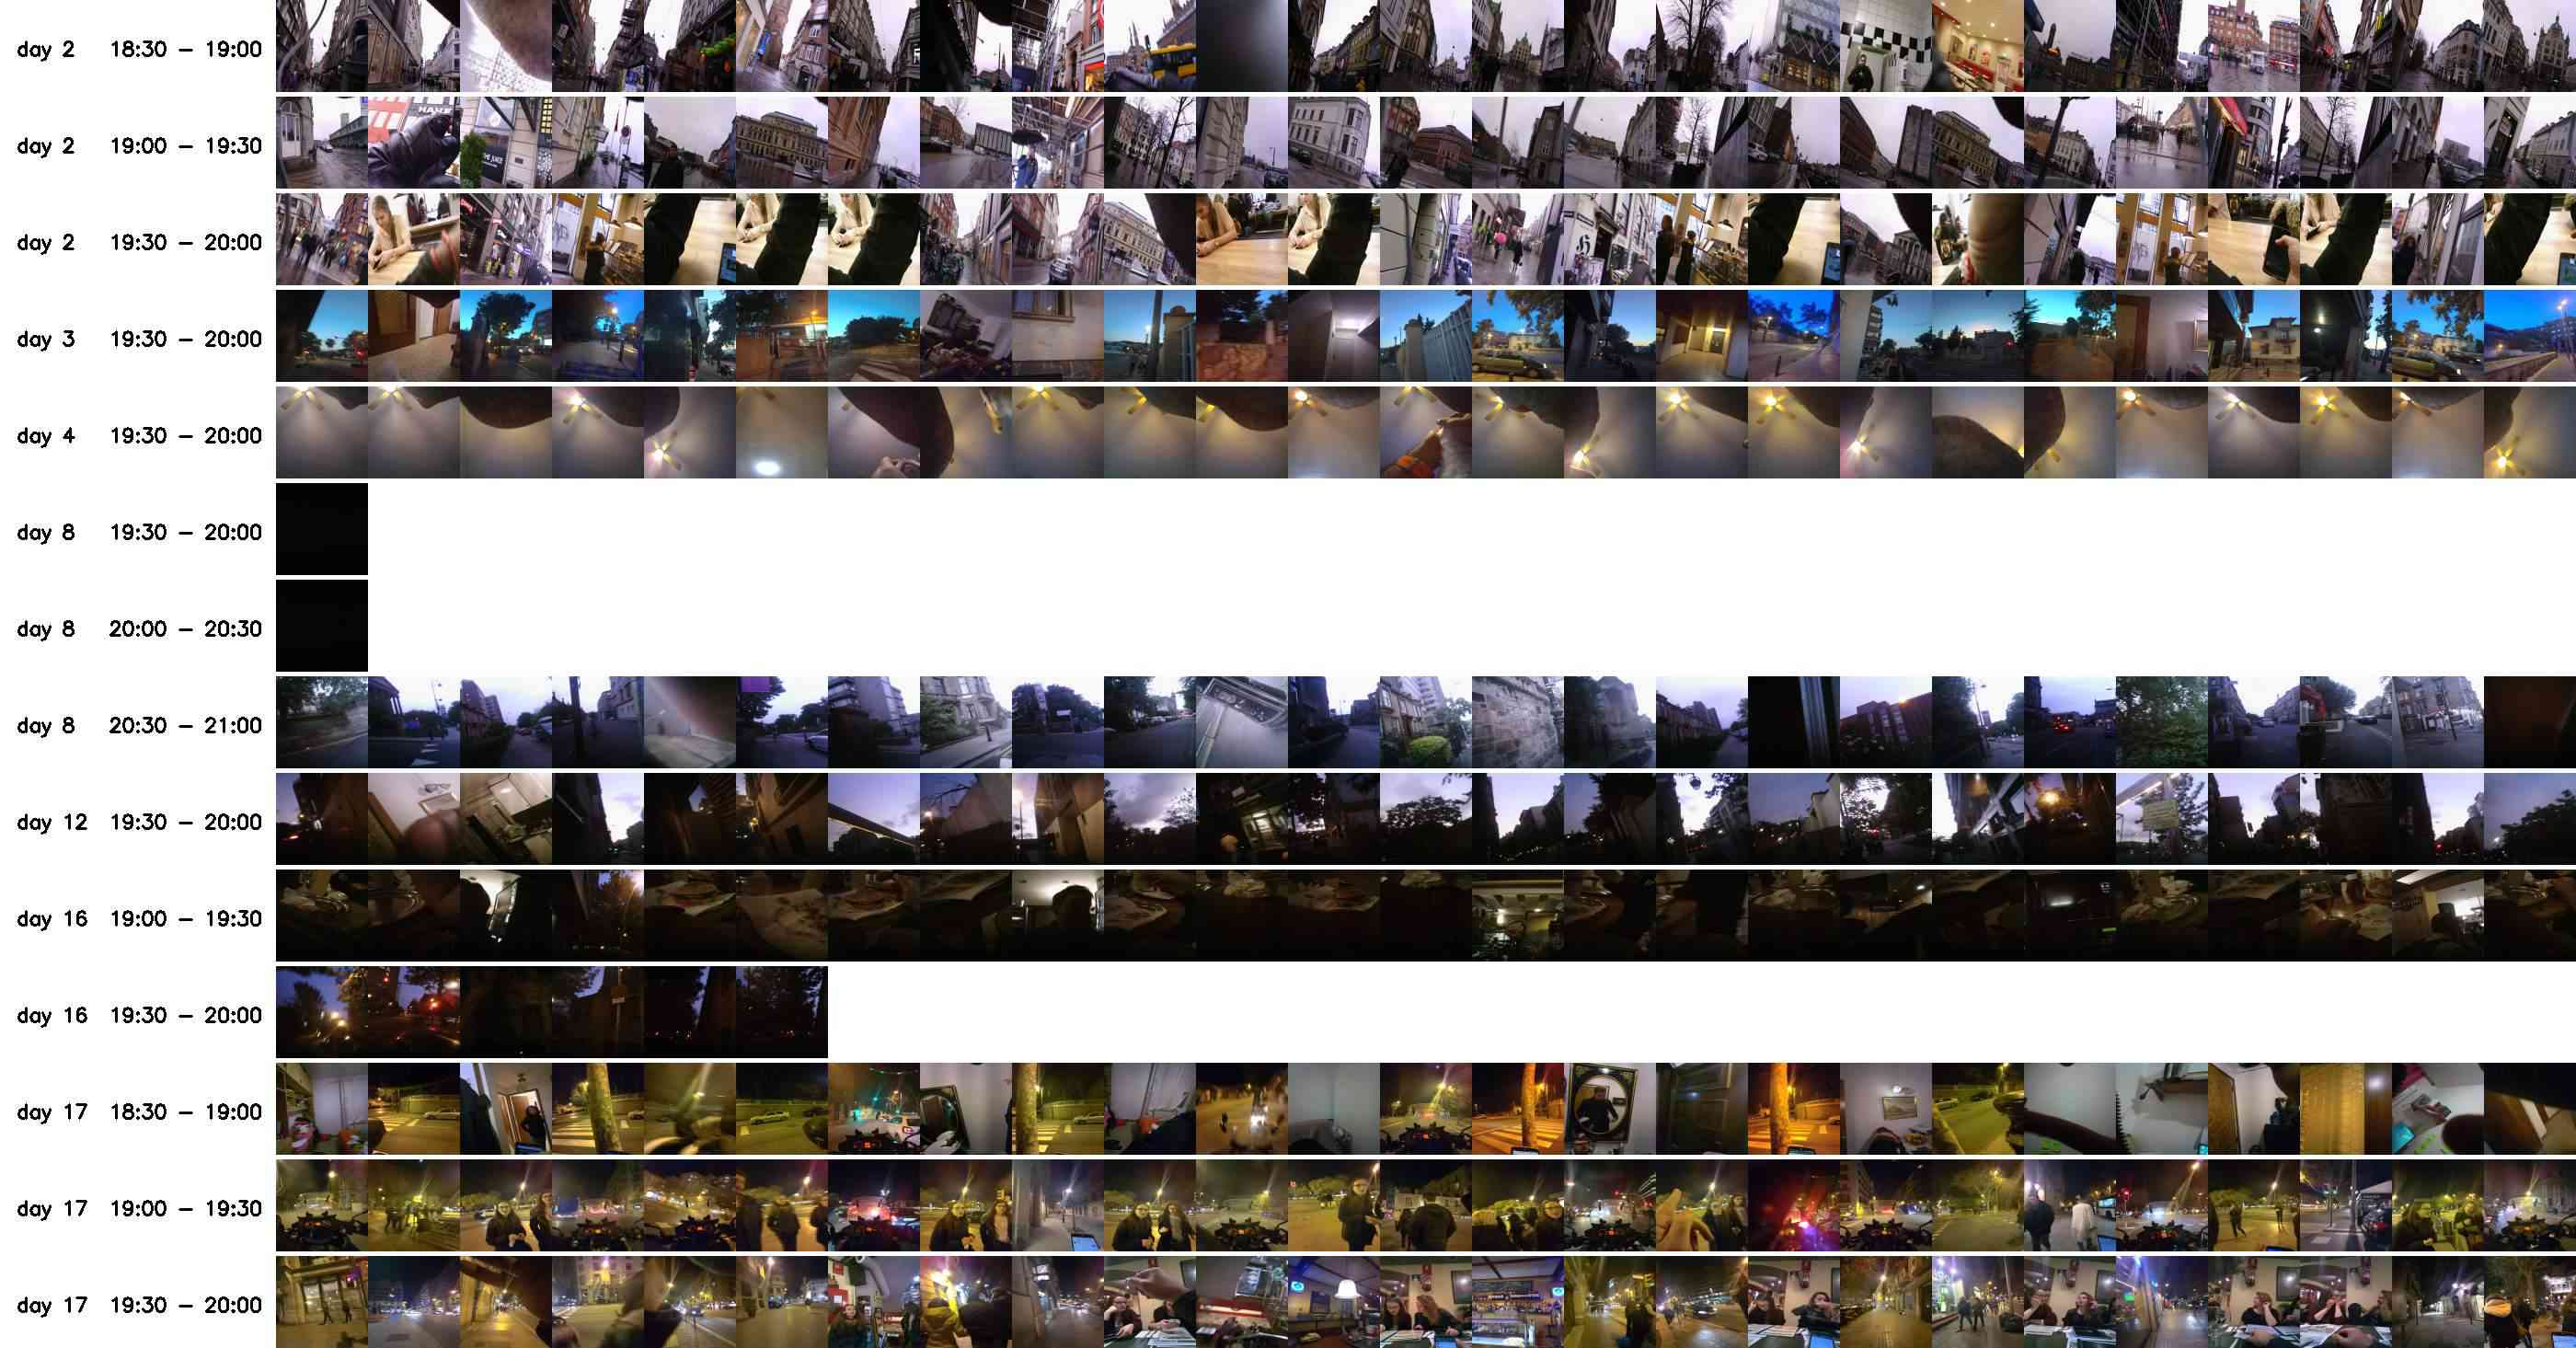 day 2 18:30 – 19:00
day 2 19:00 – 19:30
day 2 19:30 – 20:00
day 3 19:30 – 20:00
day 4 19:30 – 20:00
day 8 19:30 – 20:00
day 8 20:00 – 20:30
day 8 20:30 – 21:00
day 12 19:30 – 20:00
day 16 19:00 – 19:30
day 16 19:30 – 20:00
day 17 18:30 – 19:00
day 17 19:00 – 19:30
day 17 19:30 – 20:00